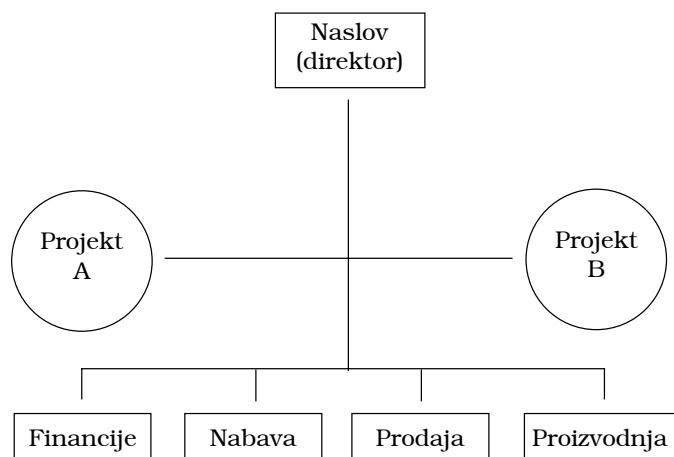 Naslov
(direktor)
Projekt
A
Projekt
B
Financije
Nabava
Prodaja
Proizvodnja